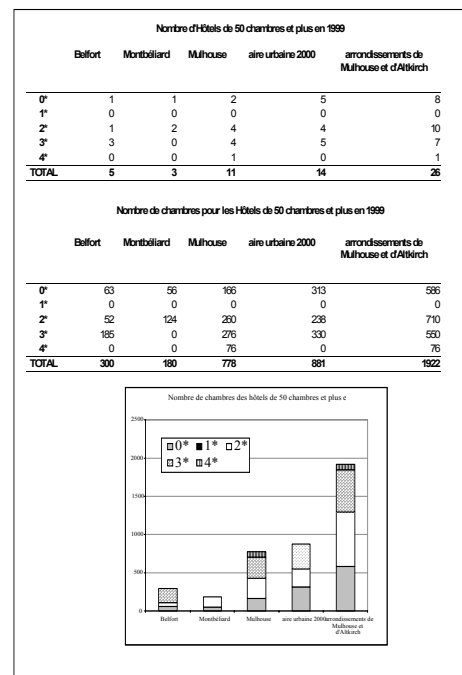 Nombre d'Hôtels de 50 chambres et plus en 1999
Belfort Montbéliard Mulhouse aire urbaine 2000 arrondissements de
Mulhouse et d'Altkirch
0* 1 1 2 5 8
1* 0 0 0 0 0
2* 1 2 4 4 10
3* 3 0 4 5 7
4* 0 0 1 0 1
TOTAL 5 3 11 14 26
Nombre de chambres pour les Hôtels de 50 chambres et plus en 1999
Belfort Montbéliard Mulhouse aire urbaine 2000 arrondissements de
Mulhouse et d'Altkirch
0* 63 56 166 313 586
1* 0 0 0 0 0
2* 52 124 260 238 710
3* 185 0 276 330 550
4* 0 0 76 0 76
TOTAL 300 180 778 881 1922
Nombre de chambres des hôtels de 50 chambres et plus e
2500
2000
1500
1000
500
0
0* 1* 2*
3* 4*
Belfort Montbéliard Mulhouse aire urbaine 2000 arrondissements de
Mulhouse et
d'Altkirch